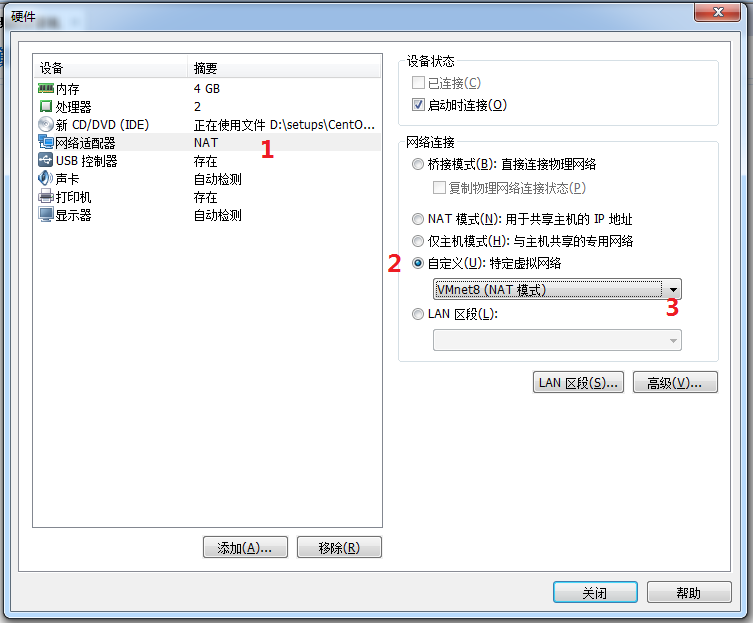 硬件
设备 摘要
内存 4 GB
处理器 2
新 CD/DVD (IDE) 正在使用文件 D:\setups\CentO...
网络适配器 NAT
1
USB 控制器 存在
声卡 自动检测
打印机 存在
显示器 自动检测
添加(A)... 移除(R)
设备状态
已连接(C)
启动时连接(O)
网络连接
桥接模式(B): 直接连接物理网络
复制物理网络连接状态(P)
NAT 模式(N): 用于共享主机的 IP 地址
仅主机模式(H): 与主机共享的专用网络
2 自定义(U): 特定虚拟网络
VMnet8 (NAT 模式)
3
LAN 区段(L):
LAN 区段(S)... 高级(V)...
关闭 帮助